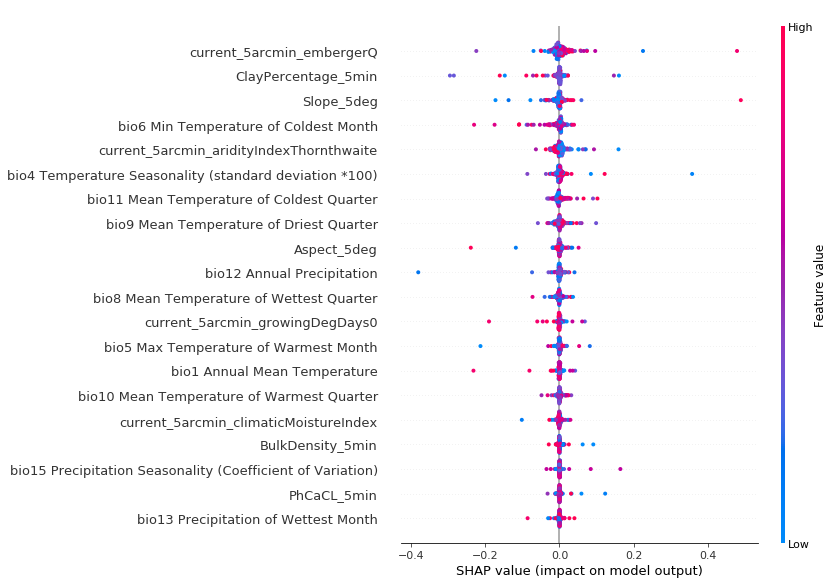 High
current_5arcmin_embergerQ
ClayPercentage_5min
Slope_5deg
bio6 Min Temperature of Coldest Month
current_5arcmin_aridityIndexThornthwaite
bio4 Temperature Seasonality (standard deviation *100)
bio11 Mean Temperature of Coldest Quarter
bio9 Mean Temperature of Driest Quarter
Aspect_5deg
bio12 Annual Precipitation
bio8 Mean Temperature of Wettest Quarter
current_5arcmin_growingDegDays0
bio5 Max Temperature of Warmest Month
bio1 Annual Mean Temperature
bio10 Mean Temperature of Warmest Quarter
current_5arcmin_climaticMoistureIndex
BulkDensity_5min
bio15 Precipitation Seasonality (Coefficient of Variation)
PhCaCL_5min
bio13 Precipitation of Wettest Month
Feature value
Low
−0.4 −0.2 0.0 0.2 0.4
SHAP value (impact on model output)